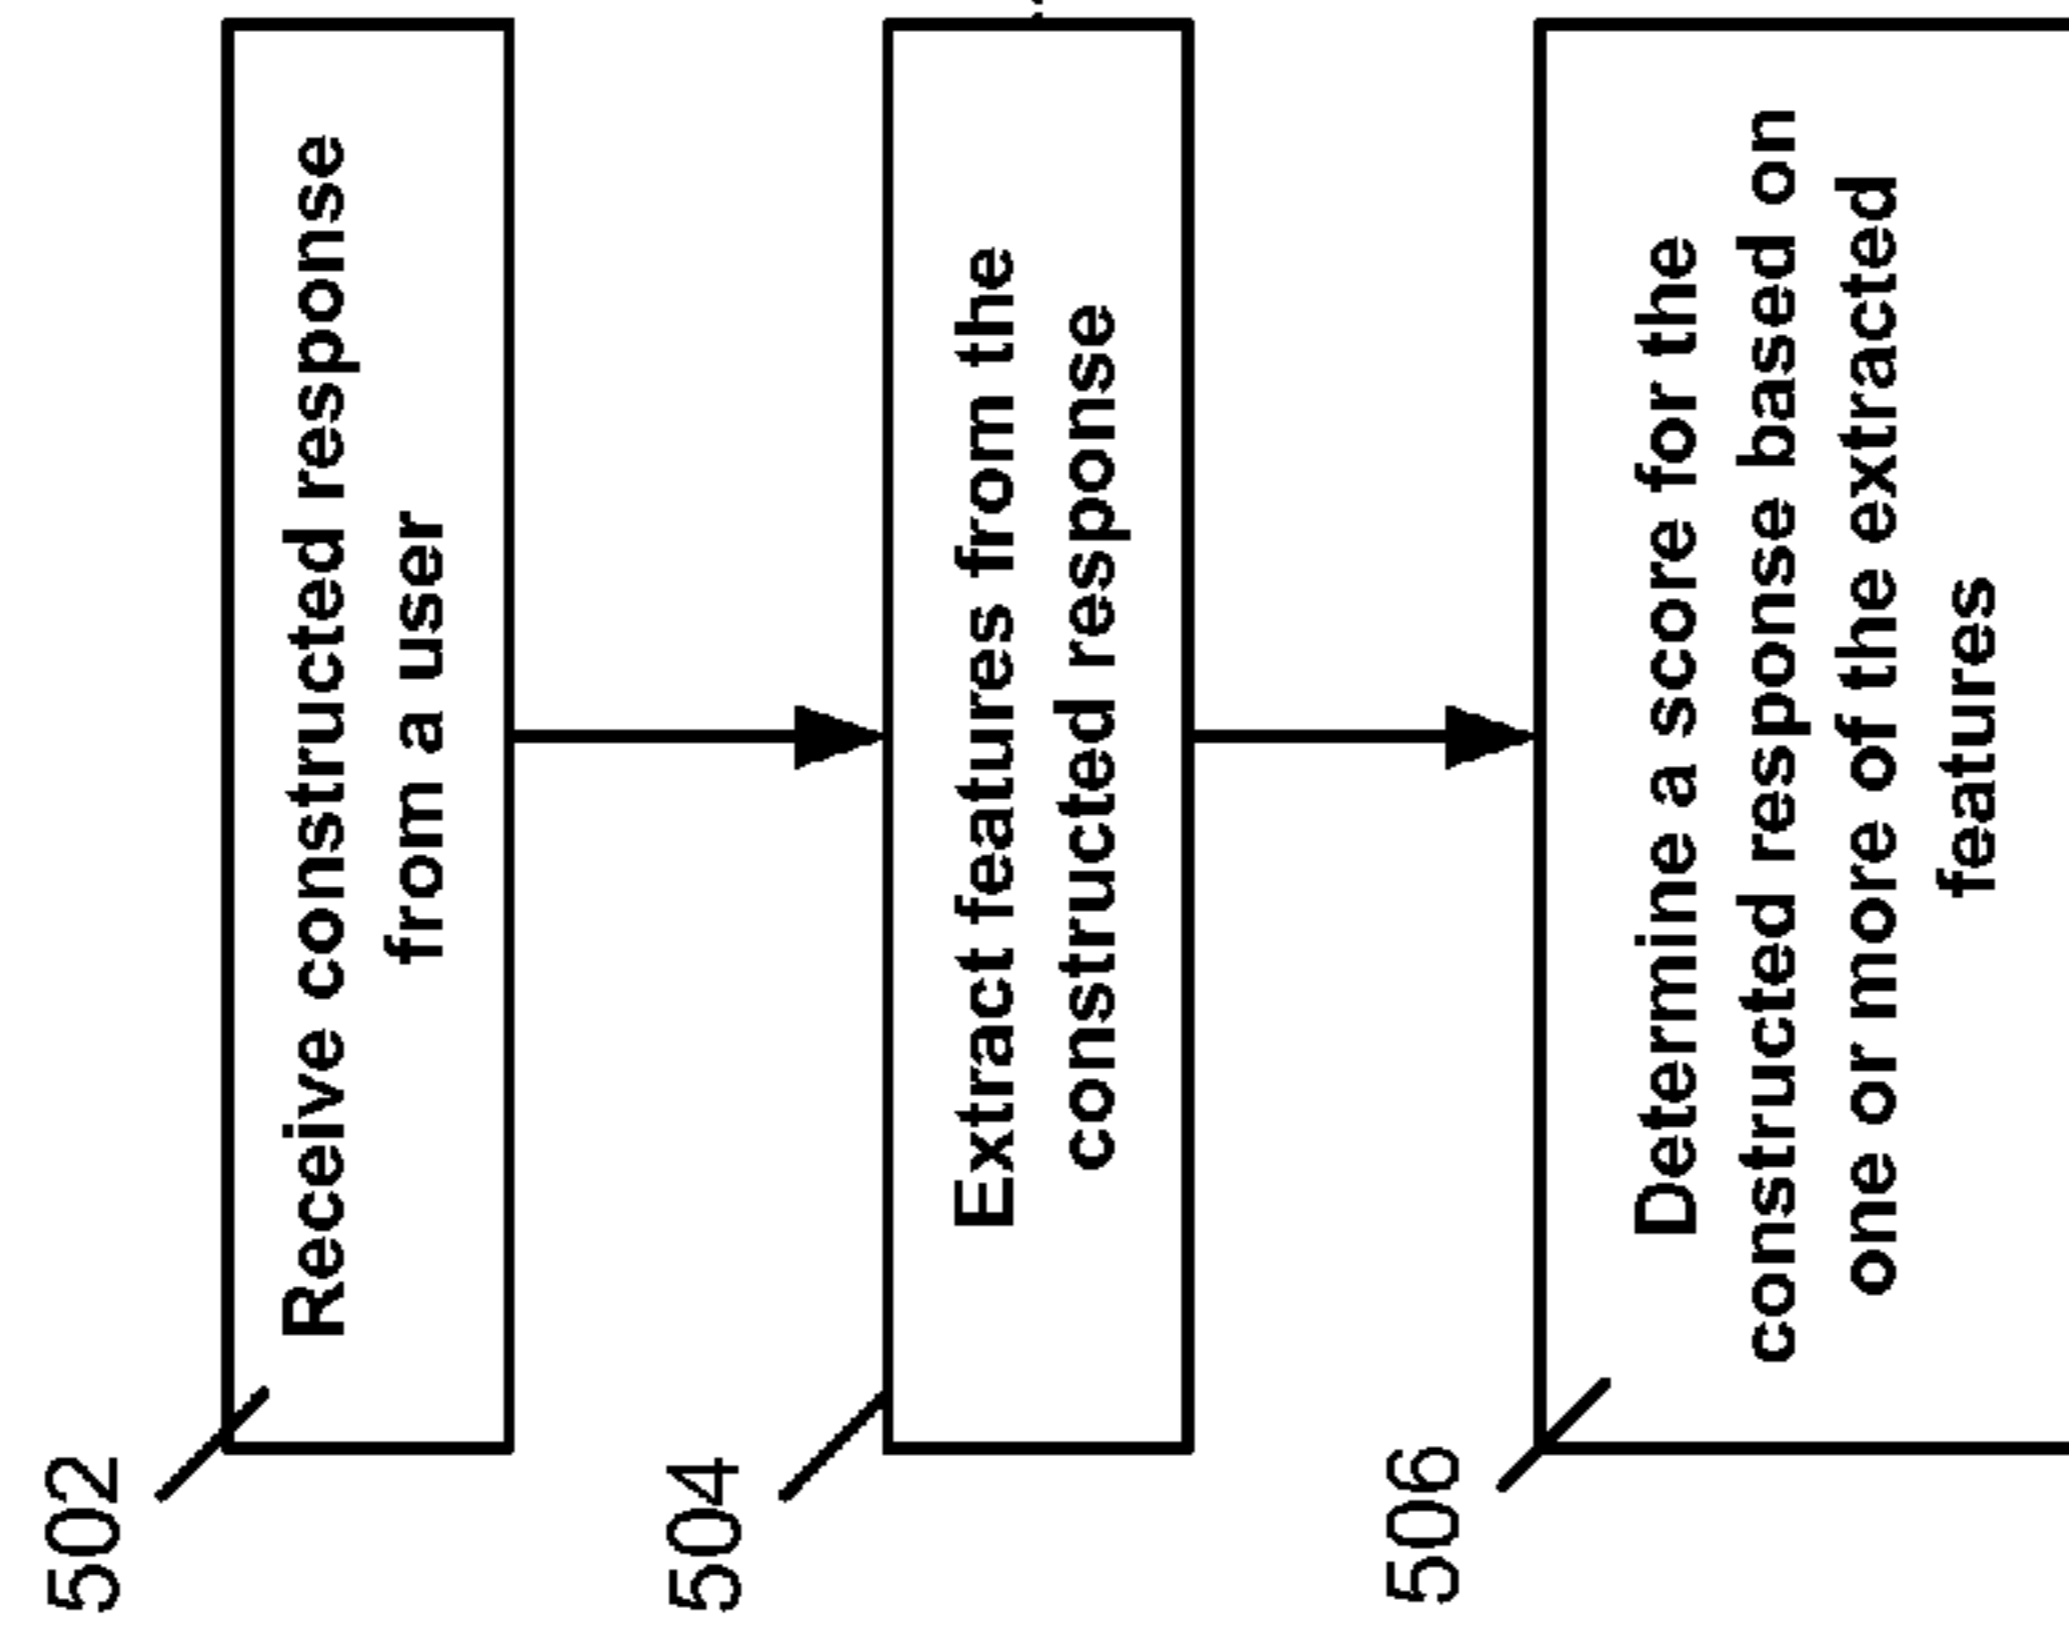 502
Receive constructed response
from a user
504
Extract features from the
constructed response
506
Determine a score for the
constructed response based on
one or more of the extracted
features